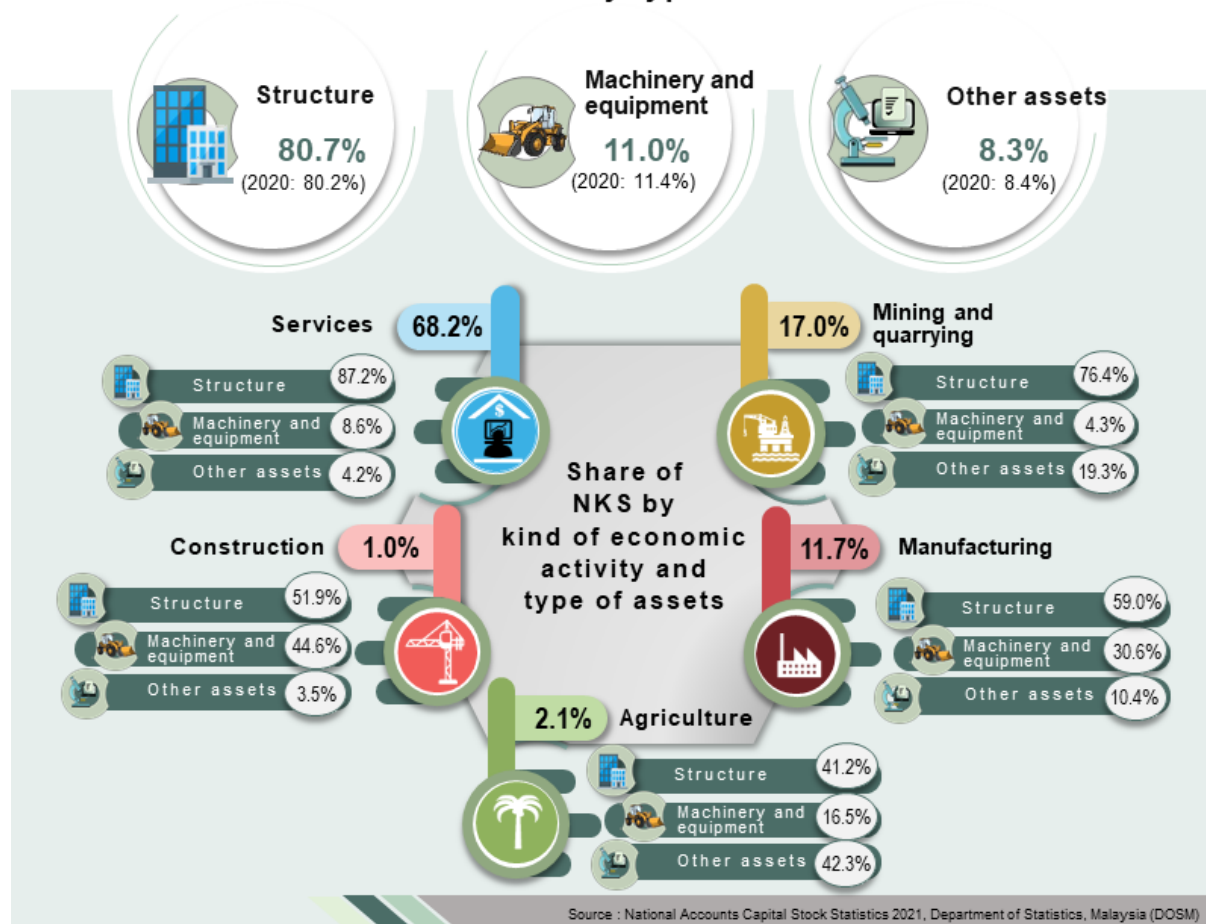 Structure
80.7%
(2020: 80.2%)
Machinery and
equipment
11.0%
(2020: 11.4%)
Other assets
8.3%
(2020: 8.4%)
Services
68.2%
Structure
87.2%
Machinery and
equipment
8.6%
Other assets
4.2%
Mining and
quarrying
17.0%
Structure
76.4%
Machinery and
equipment
4.3%
Other assets
19.3%
Share of
NKS by
kind of economic
activity and
type of assets
Construction
1.0%
Structure
51.9%
Machinery and
equipment
44.6%
Other assets
3.5%
11.7%
Manufacturing
Structure
59.0%
Machinery and
equipment
30.6%
Other assets
10.4%
2.1%
Agriculture
Structure
41.2%
Machinery and
equipment
16.5%
Other assets
42.3%
$
Source : National Accounts Capital Stock Statistics 2021, Department of Statistics, Malaysia (DOSM)